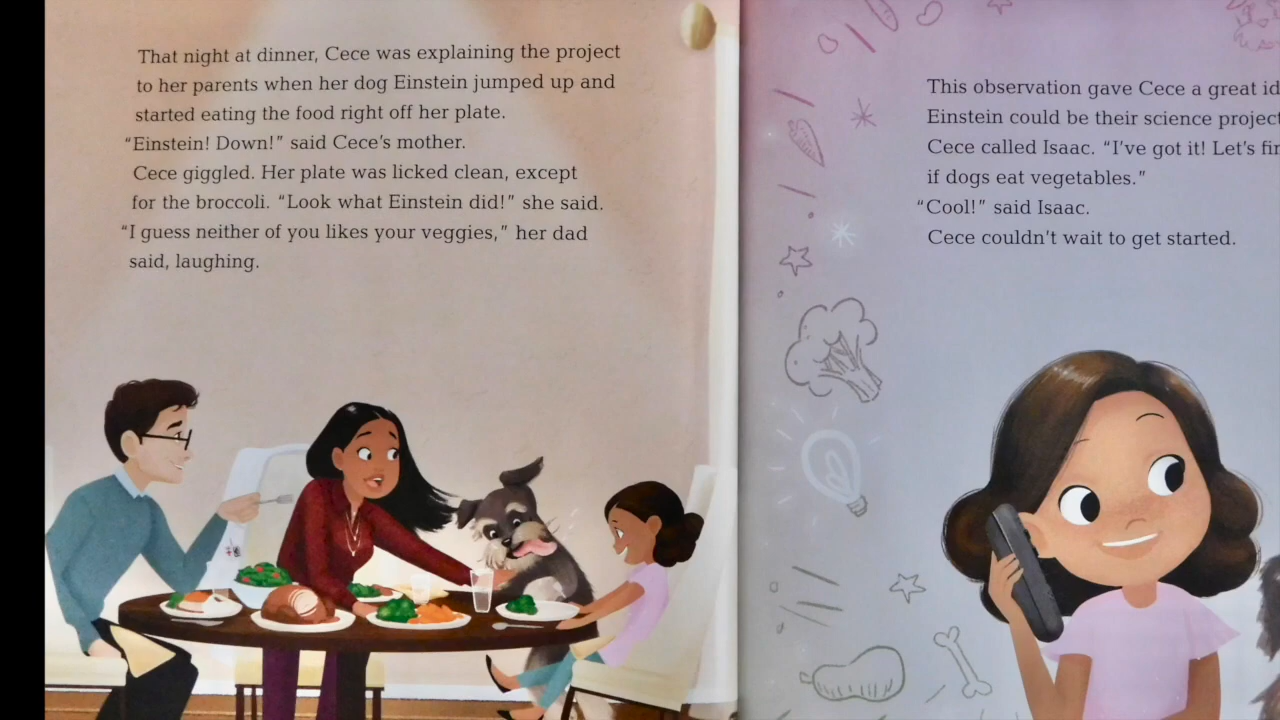 That night at dinner, Cece was explaining the project
to her parents when her dog Einstein jumped up and
started eating the food right off her plate.
“Einstein! Down!” said Cece’s mother.
Cece giggled. Her plate was licked clean, except
for the broccoli. “Look what Einstein did!” she said.
“I guess neither of you likes your veggies,” her dad
said, laughing.
This observation gave Cece a great
Einstein could be their science project
Cece called Isaac. “I’ve got it! Let’s
if dogs eat vegetables.”
“Cool!” said Isaac.
Cece couldn’t wait to get started.